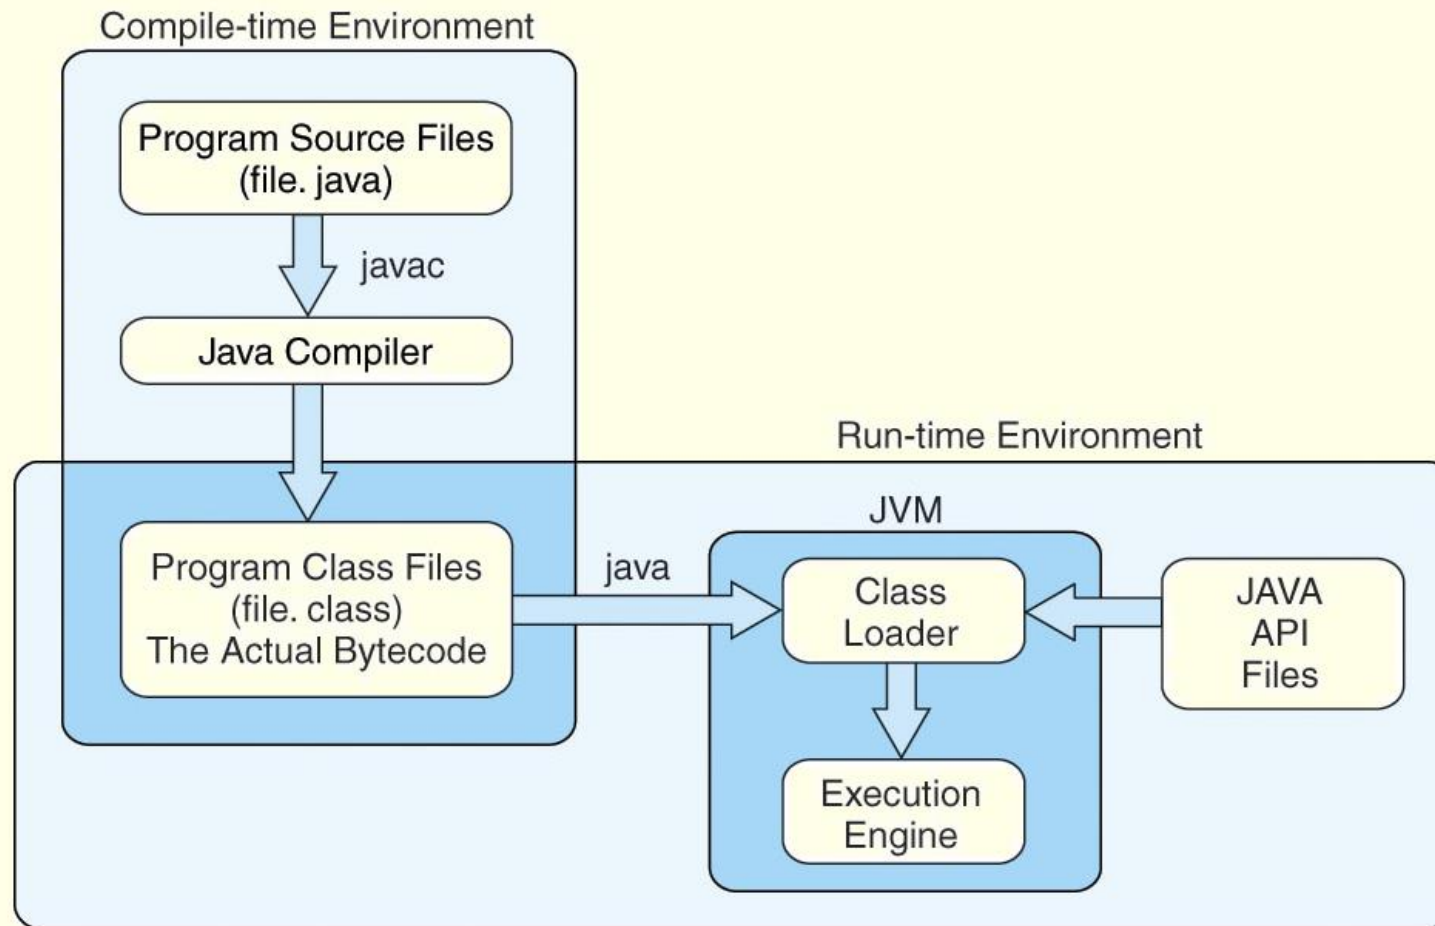 Compile-time Environment
Program Source Files
(file. java)
javac
Java Compiler
Run-time Environment
JVM
Program Class Files
(file. class)
The Actual Bytecode
java
Class
Loader
JAVA
API
Files
Execution
Engine